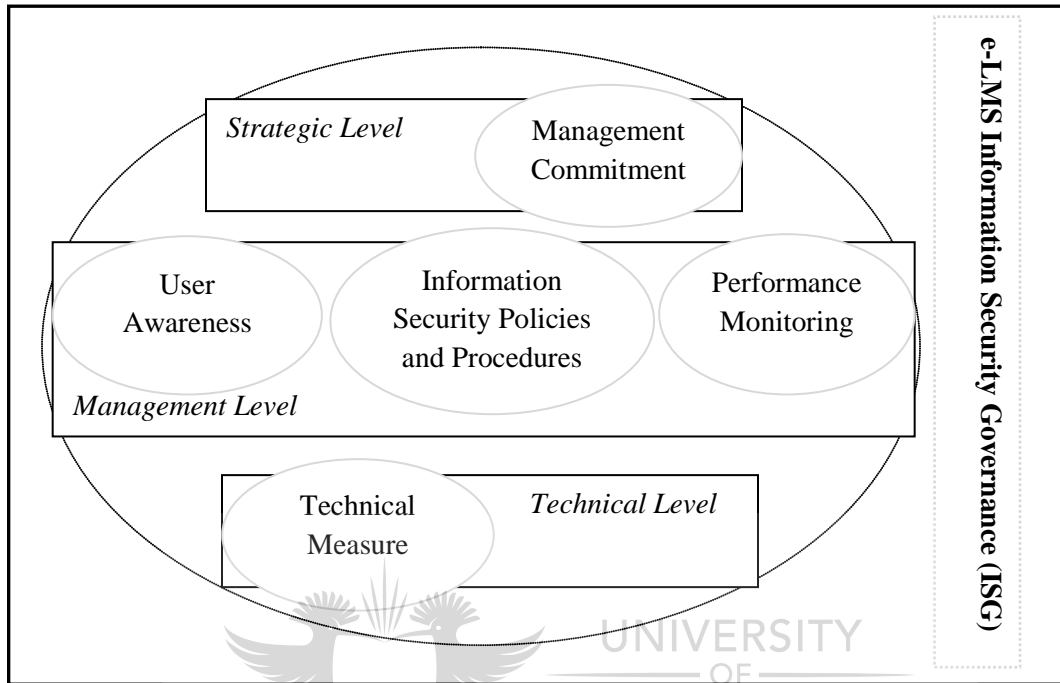 Strategic Level
Management
Commitment
User
Awareness
Information
Security Policies
and Procedures
Performance
Monitoring
Management Level
Technical
Measure
Technical Level
e-LMS Information Security Governance (ISG)
UNIVERSITY
OF